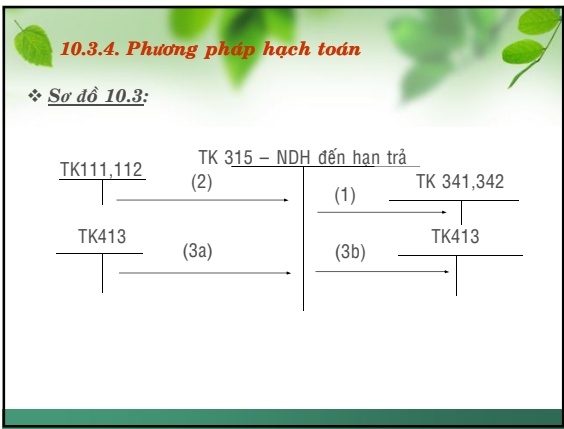 10.3.4. Phương pháp hạch toán
❖ Sơ đồ 10.3:
TK 315 – NDH đến hạn trả
TK111,112
(2)
(1)
TK 341,342
TK413
(3a)
(3b)
TK413